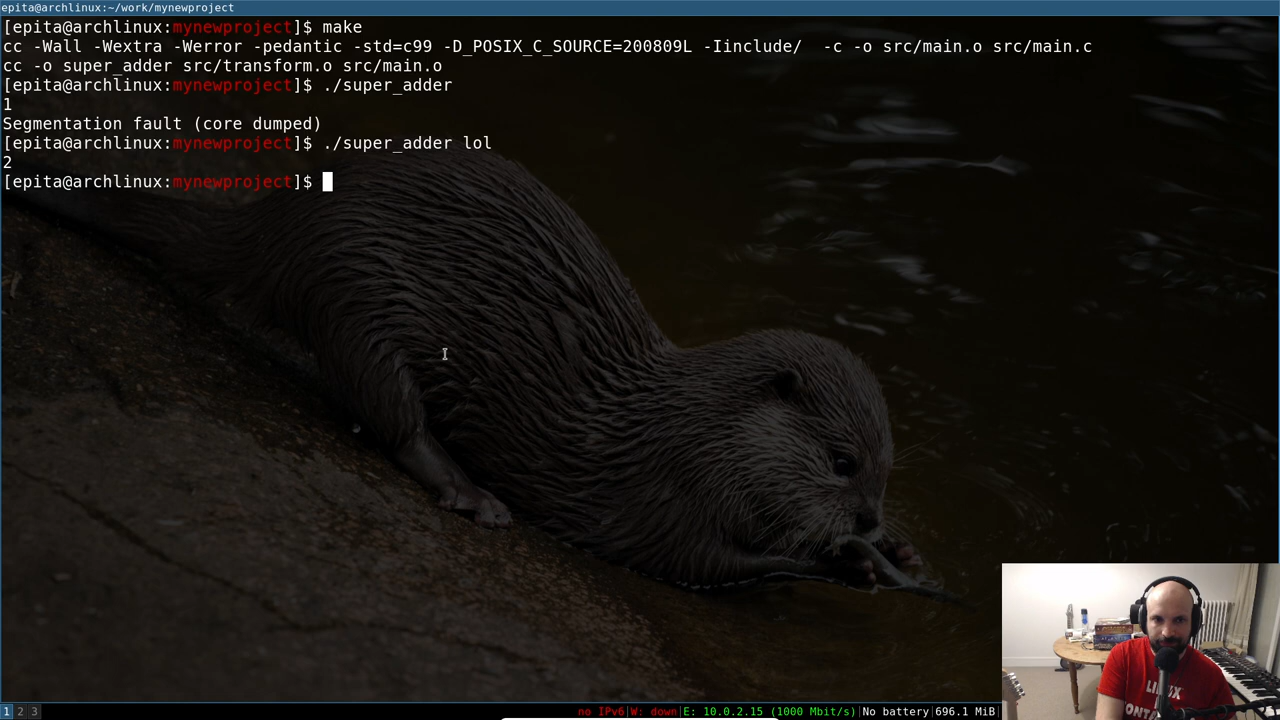 epita@archlinux:~/work/mynewproject
[epita@archlinux:mynewproject]$ make
cc -Wall -Wextra -Werror -pedantic -std=c99 -D_POSIX_C_SOURCE=200809L -Iinclude/  -c -o src/main.o src/main.c
cc -o super_adder src/transform.o src/main.o
[epita@archlinux:mynewproject]$ ./super_adder
1
Segmentation fault (core dumped)
[epita@archlinux:mynewproject]$ ./super_adder lol
2
[epita@archlinux:mynewproject]$
LINUX
1 2 3 no IPv6|W: down|E: 10.0.2.15 (1000 Mbit/s)|No battery|696.1 MiB